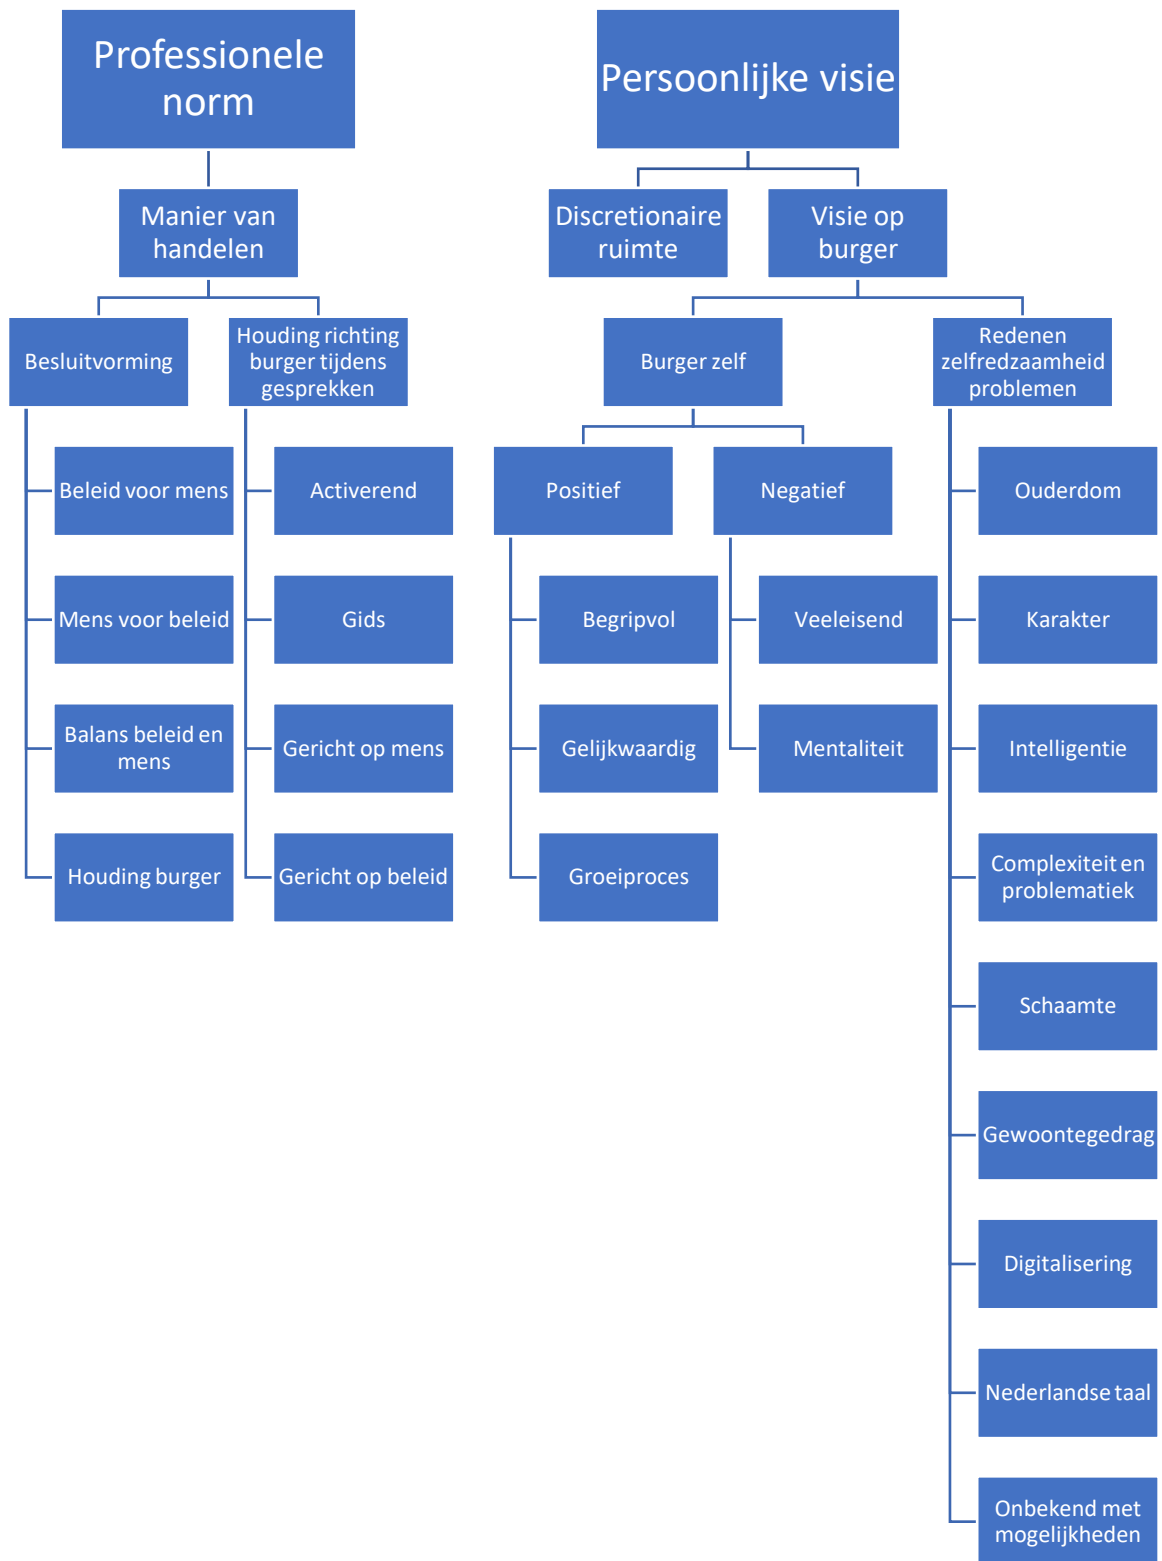 Professionele
norm
Manier van
handelen
Besluitvorming
Beleid voor mens
Mens voor beleid
Balans beleid en
mens
Houding burger
Houding richting
burger tijdens
gesprekken
Activerend
Gids
Gericht op mens
Gericht op beleid
Persoonlijke visie
Discretionaire
ruimte
Visie op
burger
Burger zelf
Positief
Begripvol
Gelijkwaardig
Groeiproces
Negatief
Veeleisend
Mentaliteit
Redenen
zelfredzaamheid
problemen
Ouderdom
Karakter
Intelligentie
Complexiteit en
problematiek
Schaamte
Gewoontegedrag
Digitalisering
Nederlandse taal
Onbekend met
mogelijkheden